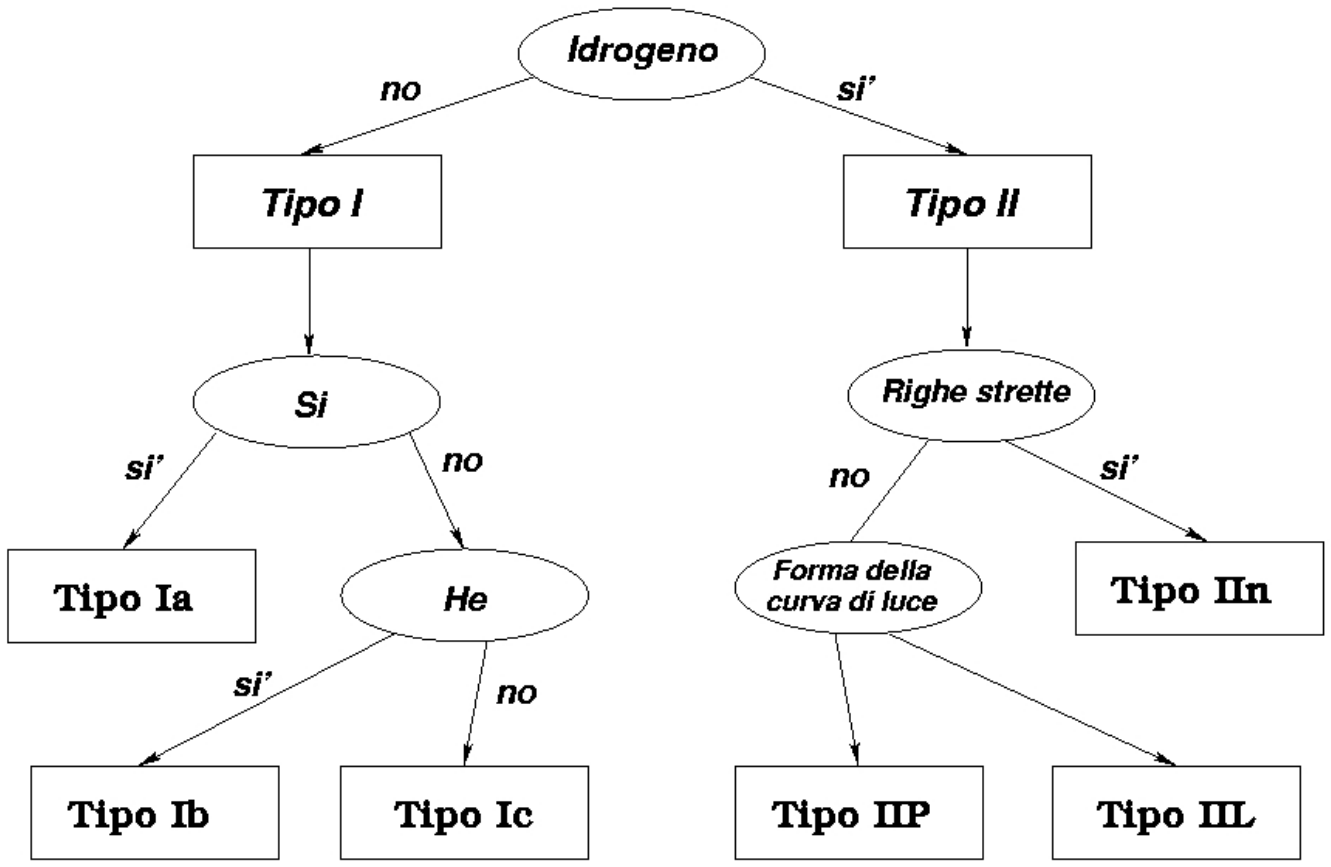 Idrogeno
no
si'
Tipo I
Tipo II
Si
Righe strette
si'
no
no
si'
Tipo Ia
He
Forma della
curva di luce
Tipo IIn
si'
no
Tipo Ib
Tipo Ic
Tipo IIP
Tipo IIL